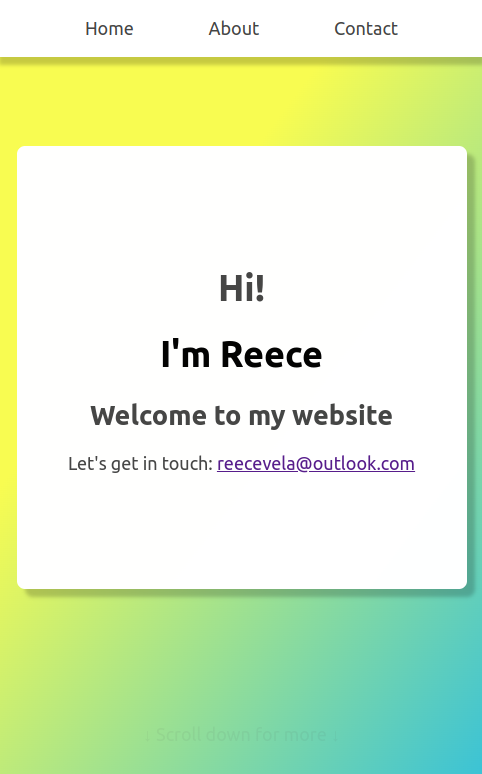 Home About Contact
Hi!
I'm Reece
Welcome to my website
Let's get in touch: reecevela@outlook.com
↓ Scroll down for more ↓